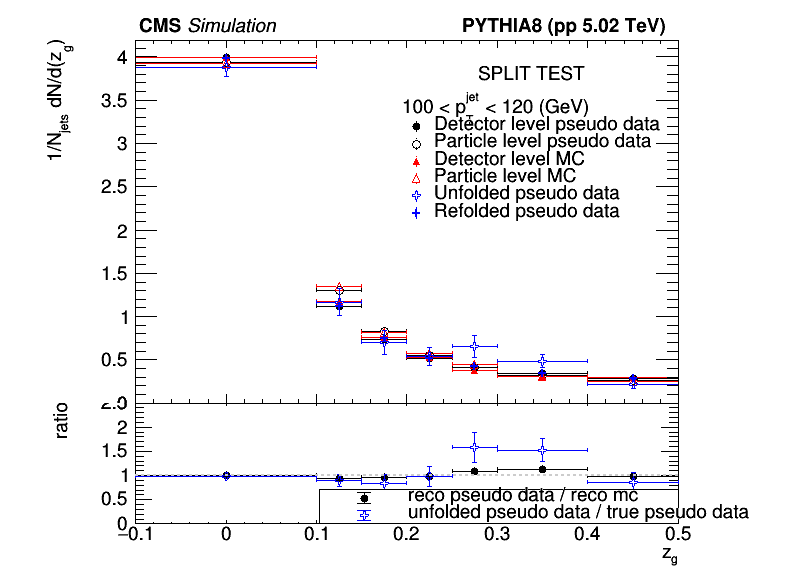 CMS Simulation PYTHIA8 (pp 5.02 TeV)
1/N_jets dN/d(z_g)
4
3.5
3
2.5
2
1.5
1
0.5
SPLIT TEST
100 < p_T^jet < 120 (GeV)
Detector level pseudo data
Particle level pseudo data
Detector level MC
Particle level MC
Unfolded pseudo data
Refolded pseudo data
ratio
2
1.5
1
0.5
0
reco pseudo data / reco mc
unfolded pseudo data / true pseudo data
−0.1 0 0.1 0.2 0.3 0.4 0.5
z_g